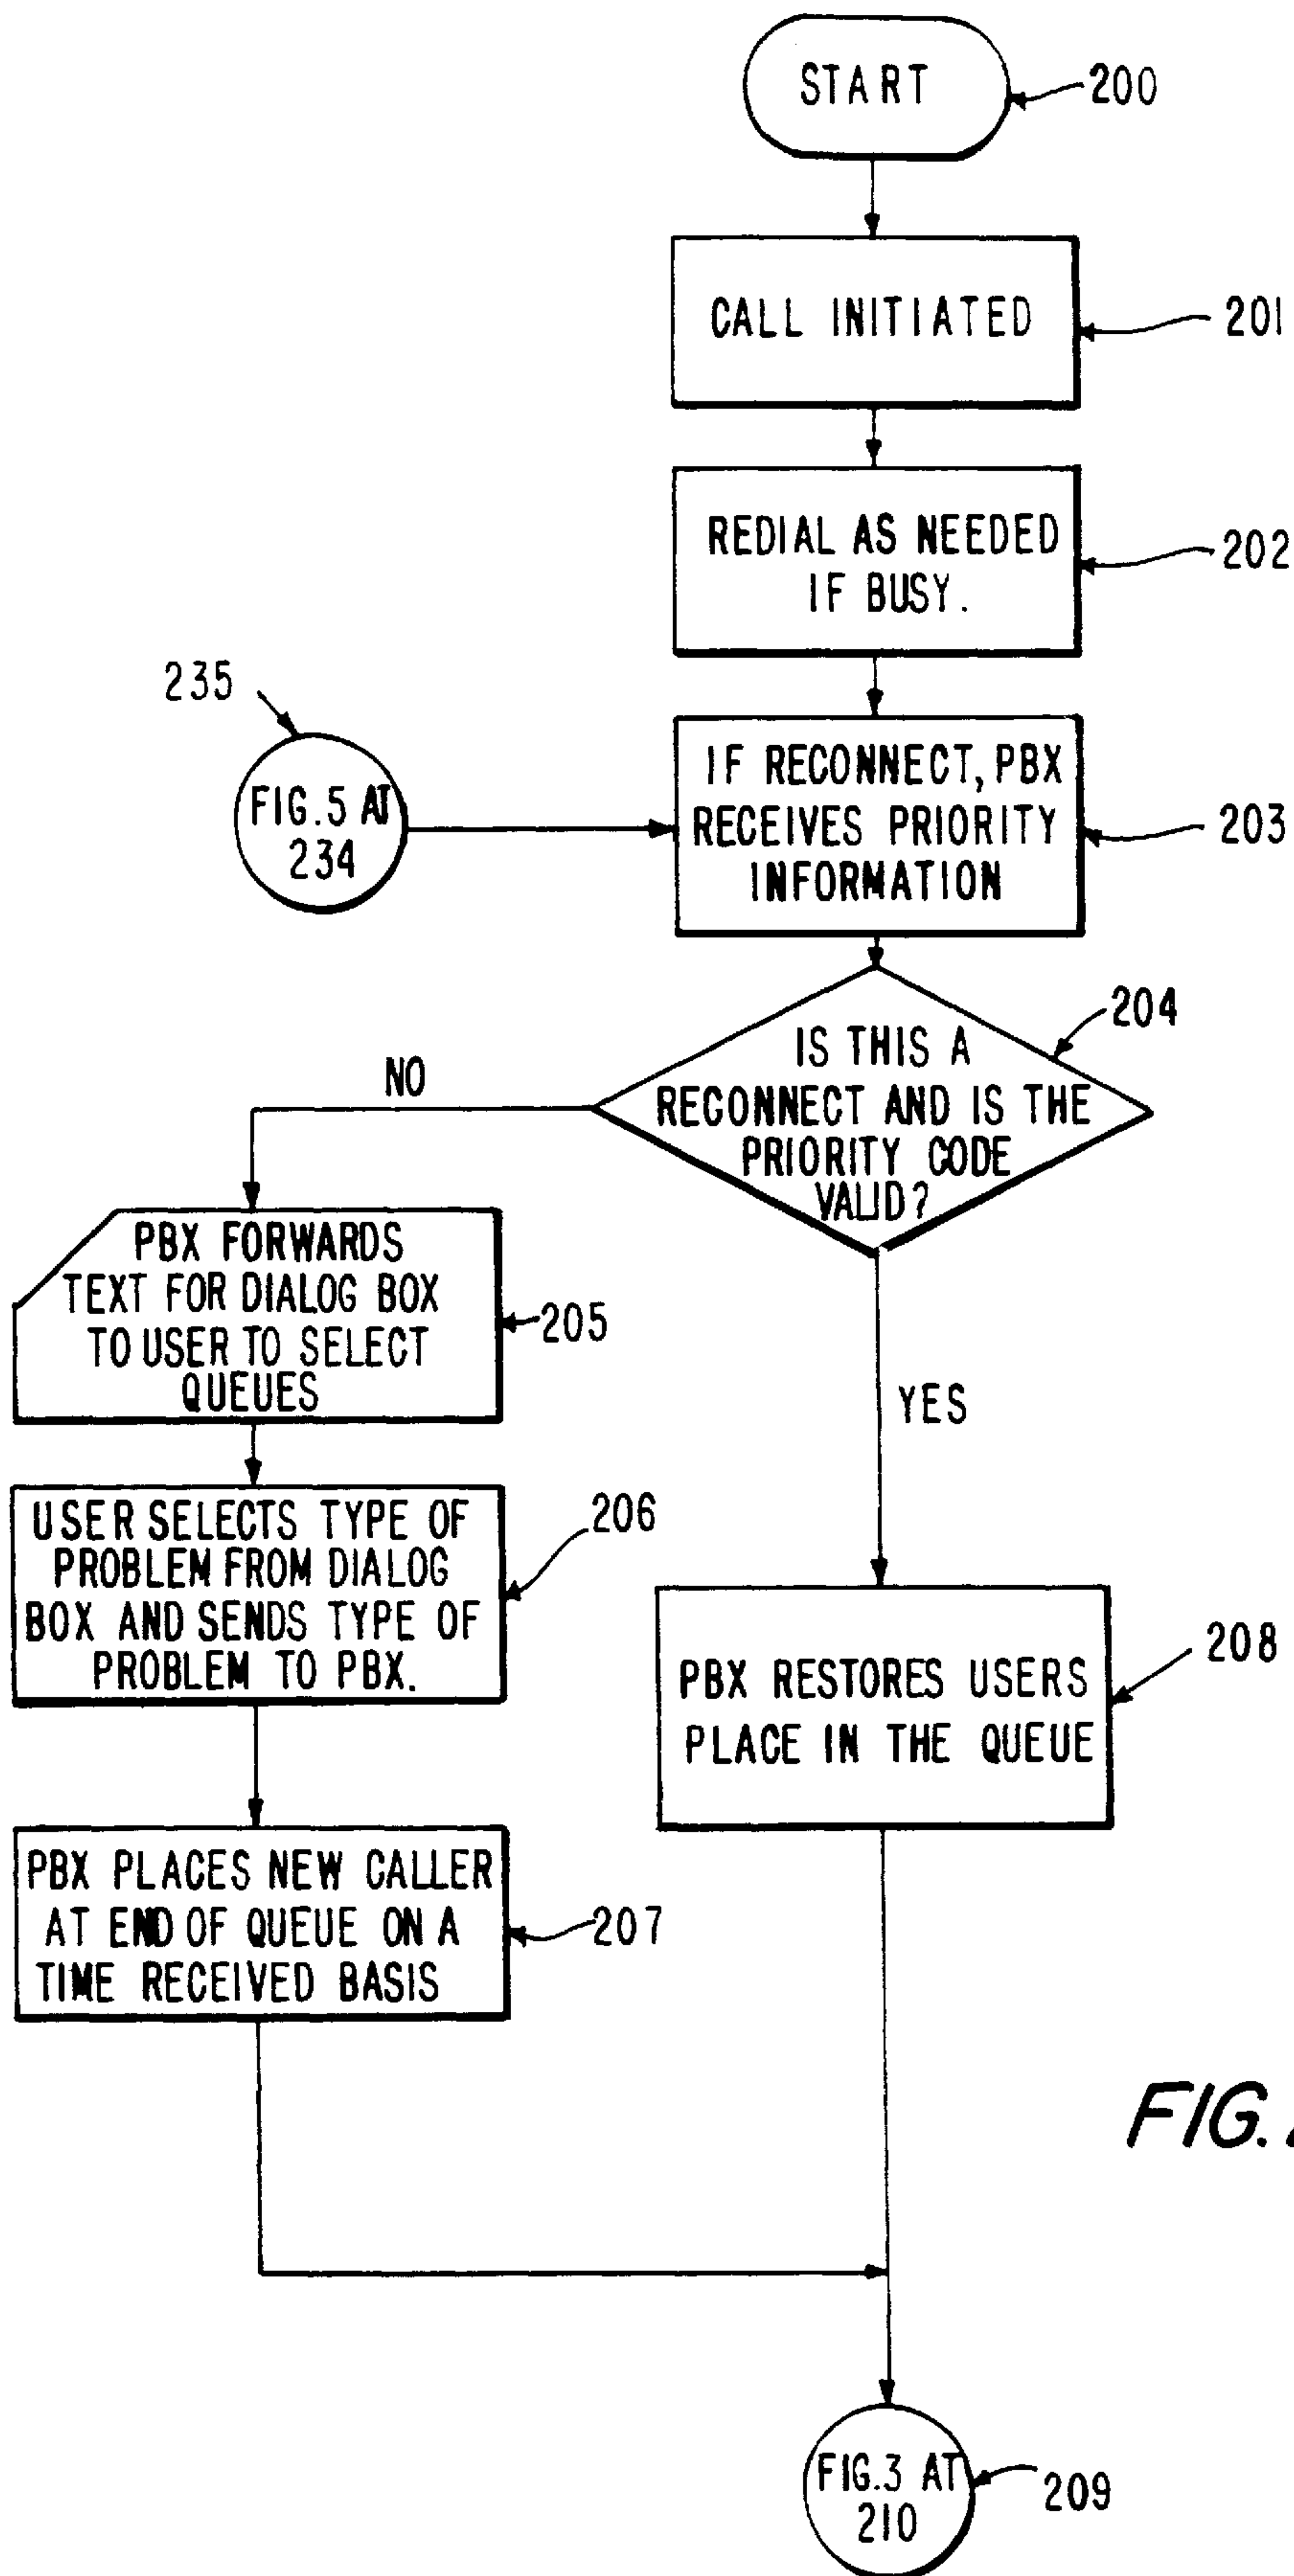 START
200
CALL INITIATED
201
REDIAL AS NEEDED
IF BUSY.
202
235
FIG.5 AT
234
IF RECONNECT, PBX
RECEIVES PRIORITY
INFORMATION
203
204
IS THIS A
RECONNECT AND IS THE
PRIORITY CODE
VALID?
NO
YES
PBX FORWARDS
TEXT FOR DIALOG BOX
TO USER TO SELECT
QUEUES
205
USER SELECTS TYPE OF
PROBLEM FROM DIALOG
BOX AND SENDS TYPE OF
PROBLEM TO PBX.
206
PBX RESTORES USERS
PLACE IN THE QUEUE
208
PBX PLACES NEW CALLER
AT END OF QUEUE ON A
TIME RECEIVED BASIS
207
FIG.
FIG.3 AT
210
209